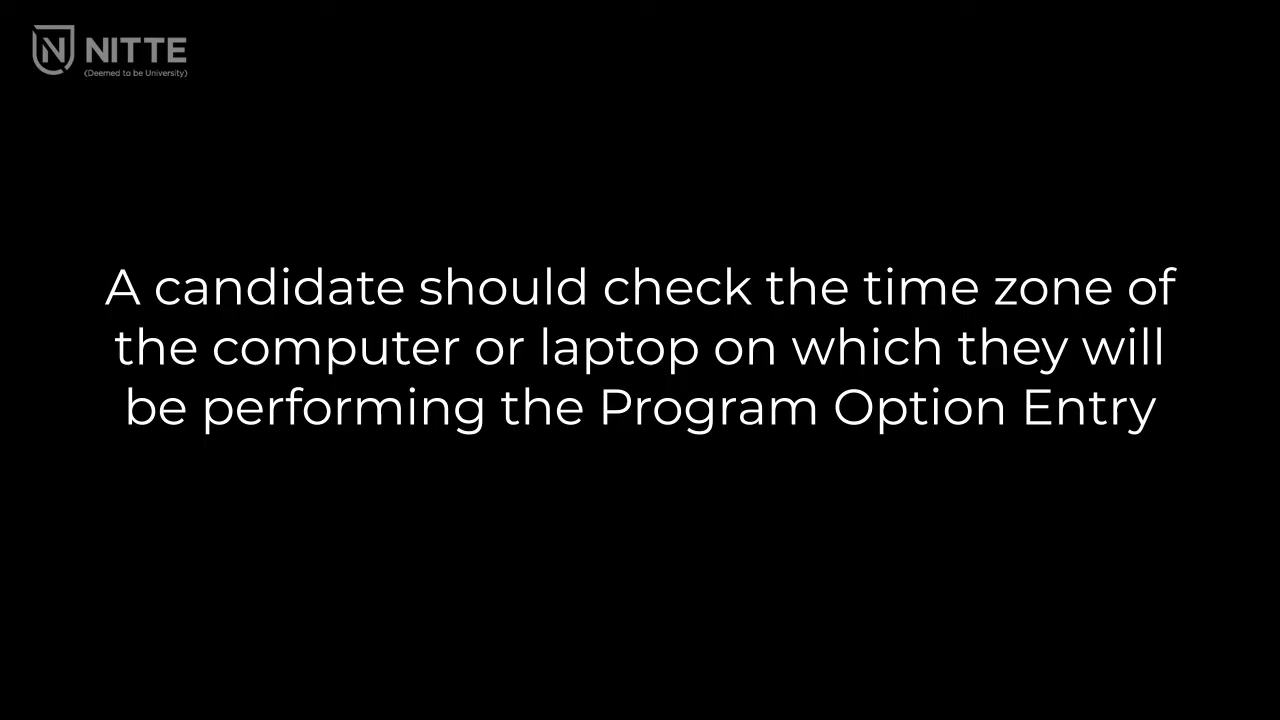 NITTE
(Deemed to be University)
A candidate should check the time zone of
the computer or laptop on which they will
be performing the Program Option Entry